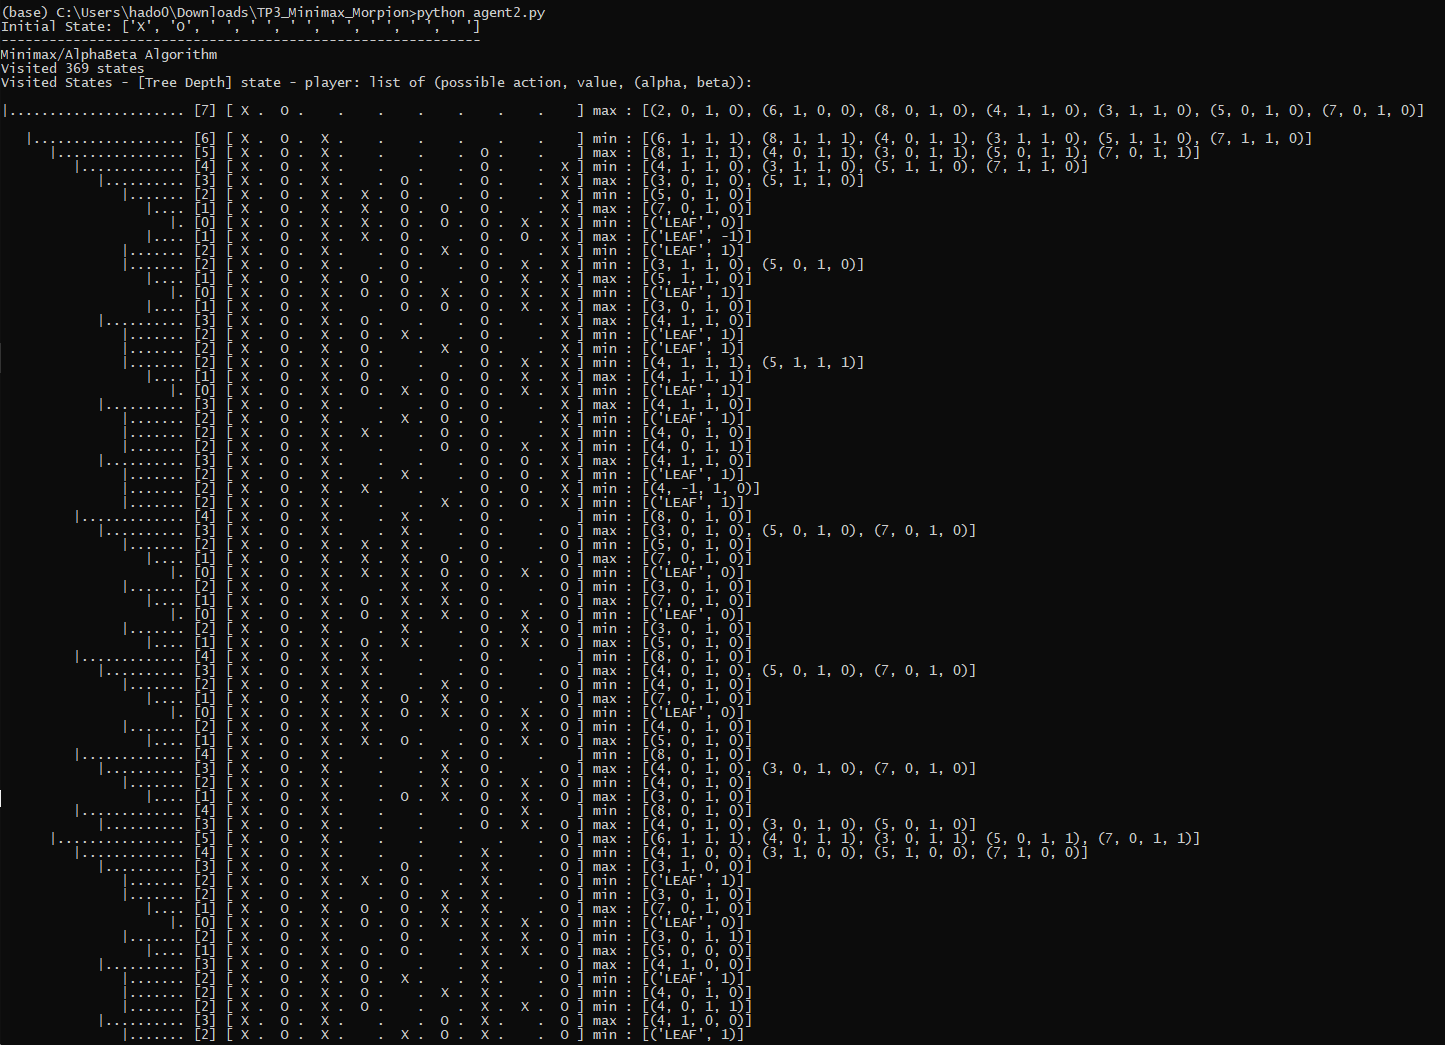 (base) C:\Users\hado0\Downloads\TP3_Minimax_Morpion>python agent2.py
Initial State: ['X', 'O', ' ', ' ', ' ', ' ', ' ', ' ', ' ']
------------------------------------------------------------
Minimax/AlphaBeta Algorithm
Visited 369 states
Visited States - [Tree Depth] state - player: list of (possible action, value, (alpha, beta)):
|...................... [7] [ X . O . . . . . . . ] max : [(2, 0, 1, 0), (6, 1, 0, 0), (8, 0, 1, 0), (4, 1, 1, 0), (3, 1, 1, 0), (5, 0, 1, 0), (7, 0, 1, 0)]
|................... [6] [ X . O . X . . . . . . ] min : [(6, 1, 1, 1), (8, 1, 1, 1), (4, 0, 1, 1), (3, 1, 1, 0), (5, 1, 1, 0), (7, 1, 1, 0)]
|................ [5] [ X . O . X . . . . O . . ] max : [(8, 1, 1, 1), (4, 0, 1, 1), (3, 0, 1, 1), (5, 0, 1, 1), (7, 0, 1, 1)]
|............. [4] [ X . O . X . . . . O . . X ] min : [(4, 1, 1, 0), (3, 1, 1, 0), (5, 1, 1, 0), (7, 1, 1, 0)]
|.......... [3] [ X . O . X . . O . . O . . X ] max : [(3, 0, 1, 0), (5, 1, 1, 0)]
|....... [2] [ X . O . X . X . O . . O . . X ] min : [(5, 0, 1, 0)]
|.... [1] [ X . O . X . X . O . O . O . . X ] max : [(7, 0, 1, 0)]
|. [0] [ X . O . X . X . O . O . O . X . X ] min : [('LEAF', 0)]
|.... [1] [ X . O . X . X . O . . O . O . X ] max : [('LEAF', -1)]
|....... [2] [ X . O . X . . O . X . O . . X ] min : [('LEAF', 1)]
|....... [2] [ X . O . X . . O . . O . X . X ] min : [(3, 1, 1, 0), (5, 0, 1, 0)]
|.... [1] [ X . O . X . O . O . . O . X . X ] max : [(5, 1, 1, 0)]
|. [0] [ X . O . X . O . O . X . O . X . X ] min : [('LEAF', 1)]
|.... [1] [ X . O . X . . O . O . O . X . X ] max : [(3, 0, 1, 0)]
|.......... [3] [ X . O . X . O . . . O . . X ] max : [(4, 1, 1, 0)]
|....... [2] [ X . O . X . O . X . . O . . X ] min : [('LEAF', 1)]
|....... [2] [ X . O . X . O . . X . O . . X ] min : [('LEAF', 1)]
|....... [2] [ X . O . X . O . . . O . X . X ] min : [(4, 1, 1, 1), (5, 1, 1, 1)]
|.... [1] [ X . O . X . O . . O . O . X . X ] max : [(4, 1, 1, 1)]
|. [0] [ X . O . X . O . X . O . O . X . X ] min : [('LEAF', 1)]
|.......... [3] [ X . O . X . . . O . O . . X ] max : [(4, 1, 1, 0)]
|....... [2] [ X . O . X . . X . O . O . . X ] min : [('LEAF', 1)]
|....... [2] [ X . O . X . X . . O . O . . X ] min : [(4, 0, 1, 0)]
|....... [2] [ X . O . X . . . O . O . X . X ] min : [(4, 0, 1, 1)]
|.......... [3] [ X . O . X . . . . O . O . X ] max : [(4, 1, 1, 0)]
|....... [2] [ X . O . X . . X . . O . O . X ] min : [('LEAF', 1)]
|....... [2] [ X . O . X . X . . . O . O . X ] min : [(4, -1, 1, 0)]
|....... [2] [ X . O . X . . . X . O . O . X ] min : [('LEAF', 1)]
|............. [4] [ X . O . X . . X . . O . . ] min : [(8, 0, 1, 0)]
|.......... [3] [ X . O . X . . X . . O . . O ] max : [(3, 0, 1, 0), (5, 0, 1, 0), (7, 0, 1, 0)]
|....... [2] [ X . O . X . X . X . . O . . O ] min : [(5, 0, 1, 0)]
|.... [1] [ X . O . X . X . X . O . O . . O ] max : [(7, 0, 1, 0)]
|. [0] [ X . O . X . X . X . O . O . X . O ] min : [('LEAF', 0)]
|....... [2] [ X . O . X . . X . X . O . . O ] min : [(3, 0, 1, 0)]
|.... [1] [ X . O . X . O . X . X . O . . O ] max : [(7, 0, 1, 0)]
|. [0] [ X . O . X . O . X . X . O . X . O ] min : [('LEAF', 0)]
|....... [2] [ X . O . X . . X . . O . X . O ] min : [(3, 0, 1, 0)]
|.... [1] [ X . O . X . O . X . . O . X . O ] max : [(5, 0, 1, 0)]
|............. [4] [ X . O . X . X . . . O . . ] min : [(8, 0, 1, 0)]
|.......... [3] [ X . O . X . X . . . O . . O ] max : [(4, 0, 1, 0), (5, 0, 1, 0), (7, 0, 1, 0)]
|....... [2] [ X . O . X . X . . X . O . . O ] min : [(4, 0, 1, 0)]
|.... [1] [ X . O . X . X . O . X . O . . O ] max : [(7, 0, 1, 0)]
|. [0] [ X . O . X . X . O . X . O . X . O ] min : [('LEAF', 0)]
|....... [2] [ X . O . X . X . . . O . X . O ] min : [(4, 0, 1, 0)]
|.... [1] [ X . O . X . X . O . . O . X . O ] max : [(5, 0, 1, 0)]
|............. [4] [ X . O . X . . . X . O . . ] min : [(8, 0, 1, 0)]
|.......... [3] [ X . O . X . . . X . O . . O ] max : [(4, 0, 1, 0), (3, 0, 1, 0), (7, 0, 1, 0)]
|....... [2] [ X . O . X . . . X . O . X . O ] min : [(4, 0, 1, 0)]
|.... [1] [ X . O . X . . O . X . O . X . O ] max : [(3, 0, 1, 0)]
|............. [4] [ X . O . X . . . . O . X . ] min : [(8, 0, 1, 0)]
|.......... [3] [ X . O . X . . . . O . X . O ] max : [(4, 0, 1, 0), (3, 0, 1, 0), (5, 0, 1, 0)]
|................ [5] [ X . O . X . . . . . . O ] max : [(6, 1, 1, 1), (4, 0, 1, 1), (3, 0, 1, 1), (5, 0, 1, 1), (7, 0, 1, 1)]
|............. [4] [ X . O . X . . . . X . . O ] min : [(4, 1, 0, 0), (3, 1, 0, 0), (5, 1, 0, 0), (7, 1, 0, 0)]
|.......... [3] [ X . O . X . . O . . X . . O ] max : [(3, 1, 0, 0)]
|....... [2] [ X . O . X . X . O . . X . . O ] min : [('LEAF', 1)]
|....... [2] [ X . O . X . . O . X . X . . O ] min : [(3, 0, 1, 0)]
|.... [1] [ X . O . X . O . O . X . X . . O ] max : [(7, 0, 1, 0)]
|. [0] [ X . O . X . O . O . X . X . X . O ] min : [('LEAF', 0)]
|....... [2] [ X . O . X . . O . . X . X . O ] min : [(3, 0, 1, 1)]
|.... [1] [ X . O . X . O . O . . X . X . O ] max : [(5, 0, 0, 0)]
|.......... [3] [ X . O . X . O . . . X . . O ] max : [(4, 1, 0, 0)]
|....... [2] [ X . O . X . O . X . . X . . O ] min : [('LEAF', 1)]
|....... [2] [ X . O . X . O . . X . X . . O ] min : [(4, 0, 1, 0)]
|....... [2] [ X . O . X . O . . . X . X . O ] min : [(4, 0, 1, 1)]
|.......... [3] [ X . O . X . . . O . X . . O ] max : [(4, 1, 0, 0)]
|....... [2] [ X . O . X . . X . O . X . . O ] min : [('LEAF', 1)]